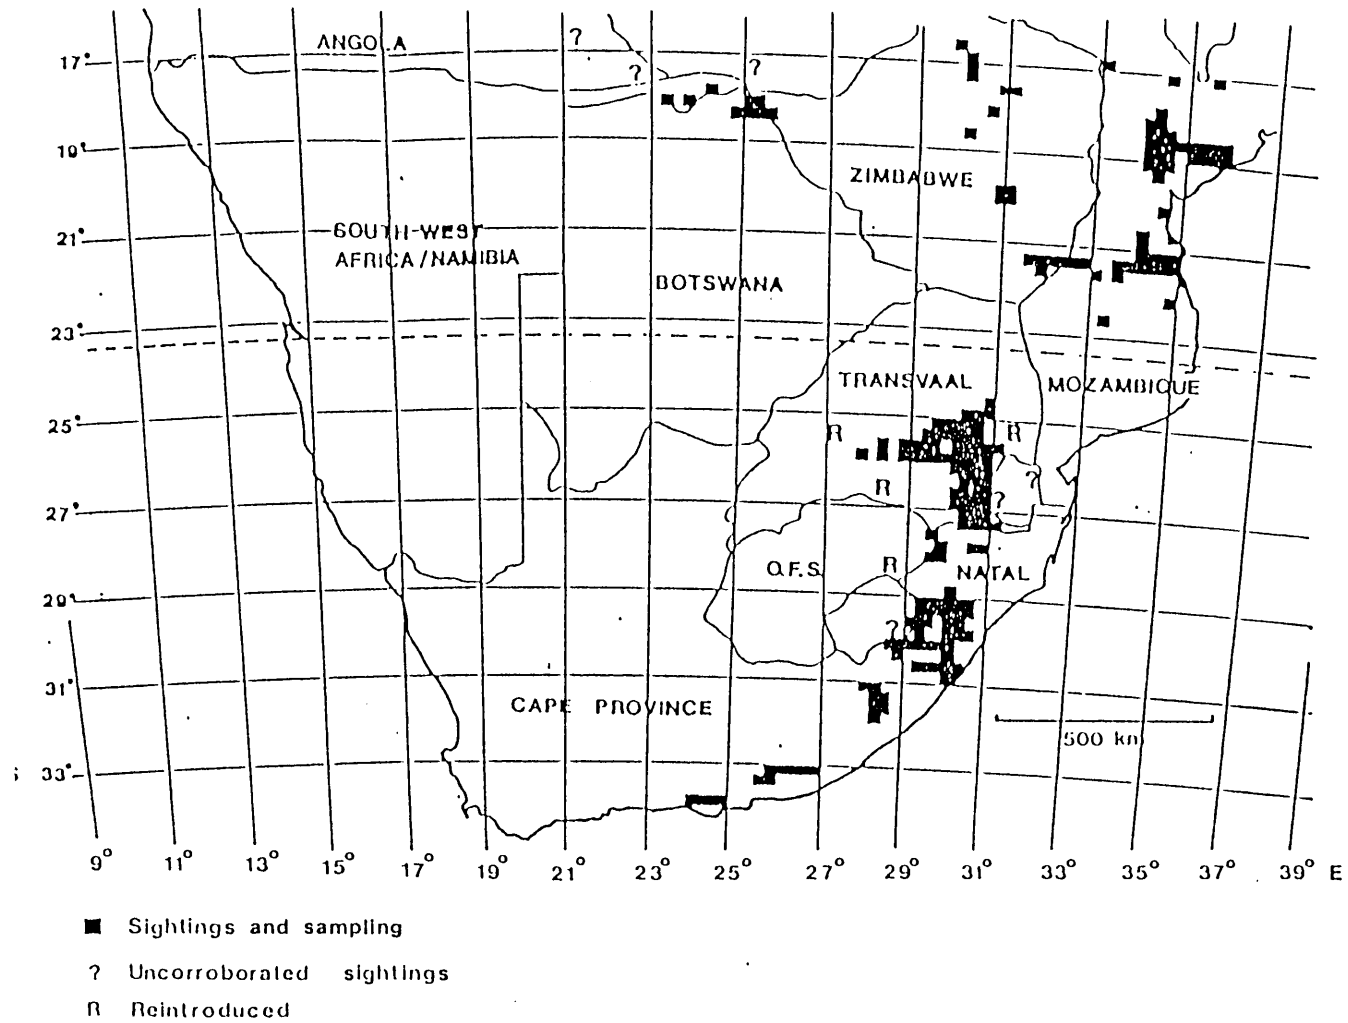 ANGOLA
?
?
?
17°
19°
ZIMBABWE
21°
SOUTH-WEST
AFRICA/NAMIBIA
BOTSWANA
23°
TRANSVAAL
MOZAMBIQUE
25°
R
R
?
R
?
27°
O.F.S.
R
NATAL
29°
?
31°
CAPE PROVINCE
500 km
33°
9° 11° 13° 15° 17° 19° 21° 23° 25° 27° 29° 31° 33° 35° 37° 39° E
Sightings and sampling
? Uncorroborated sightings
R Reintroduced